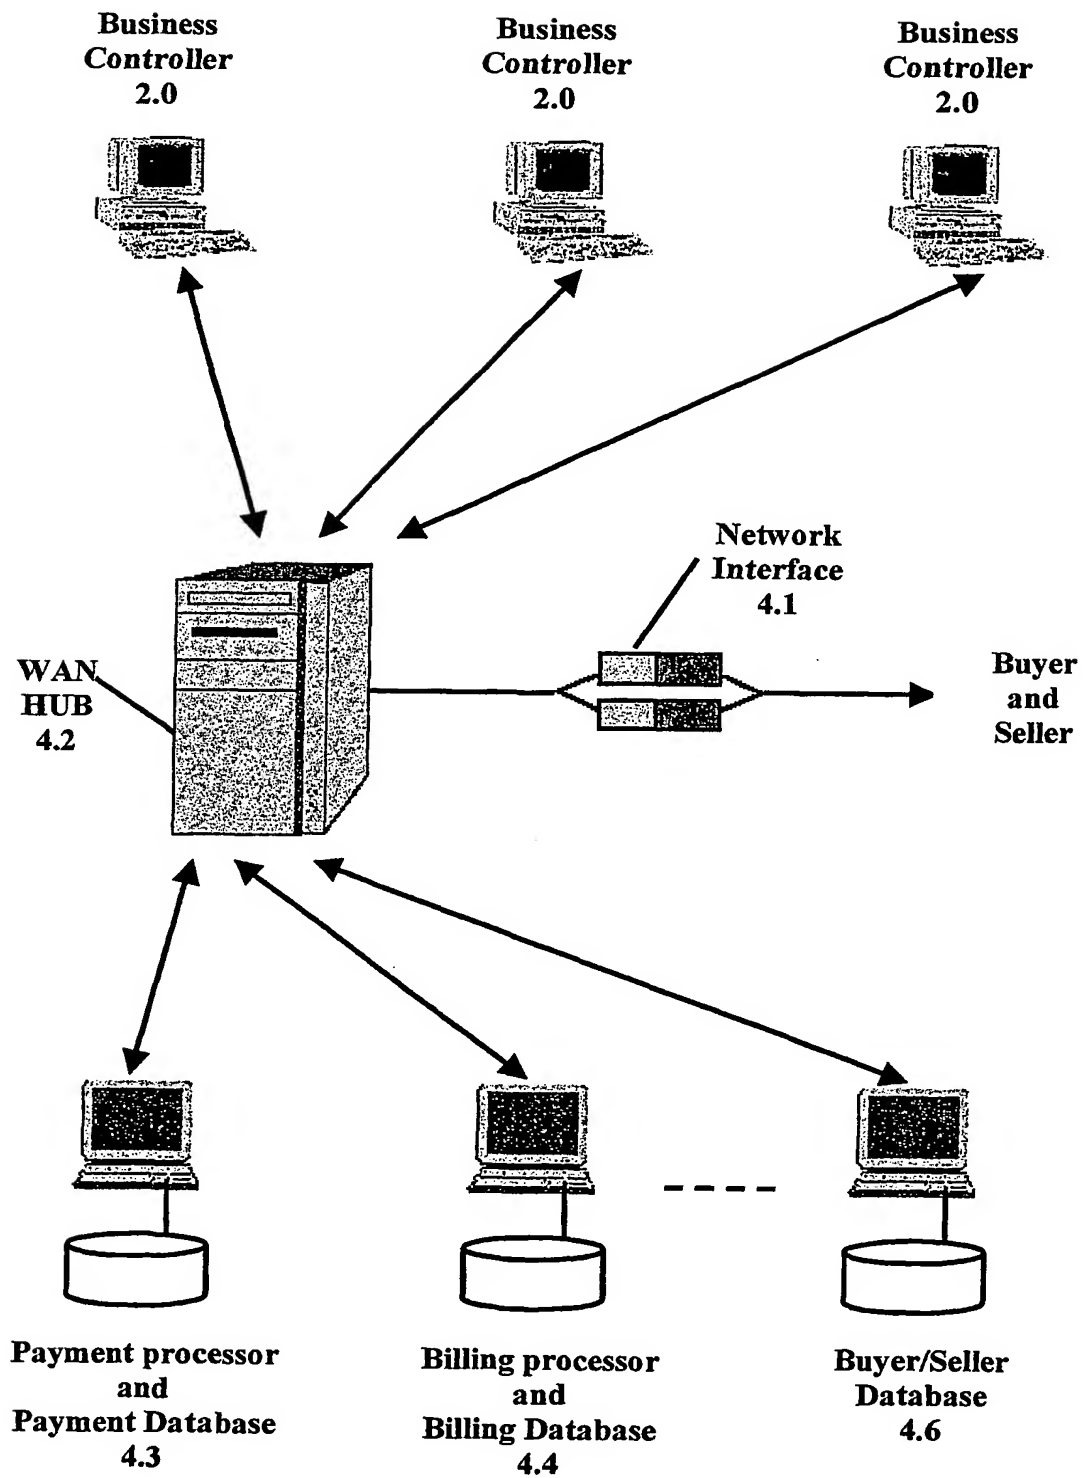 Business
Controller
2.0
Business
Controller
2.0
Business
Controller
2.0
Network
Interface
4.1
WAN
HUB
4.2
Buyer
and
Seller
Payment processor
and
Payment Database
4.3
Billing processor
and
Billing Database
4.4
Buyer/Seller
Database
4.6